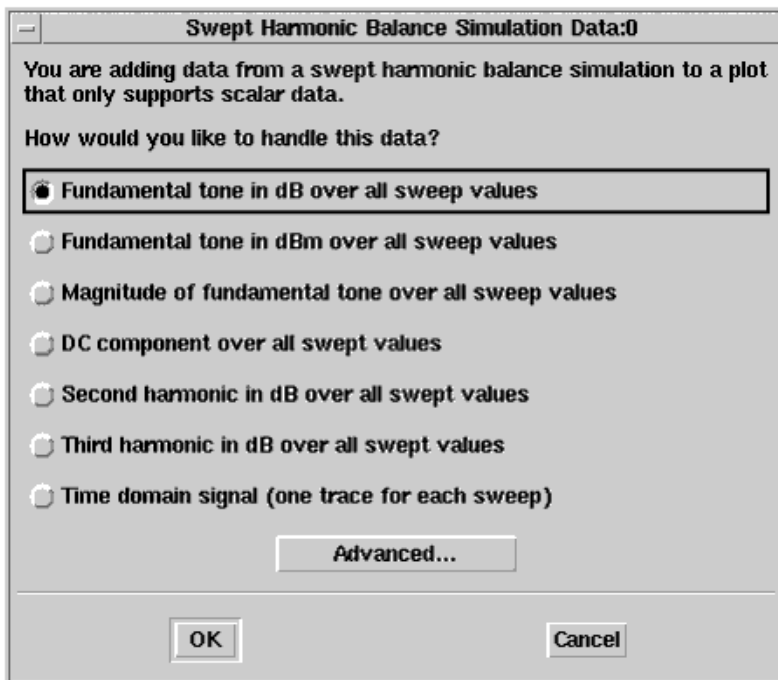 Swept Harmonic Balance Simulation Data:0
You are adding data from a swept harmonic balance simulation to a plot
that only supports scalar data.
How would you like to handle this data?
Fundamental tone in dB over all sweep values
Fundamental tone in dBm over all sweep values
Magnitude of fundamental tone over all sweep values
DC component over all swept values
Second harmonic in dB over all swept values
Third harmonic in dB over all swept values
Time domain signal (one trace for each sweep)
Advanced...
OK Cancel